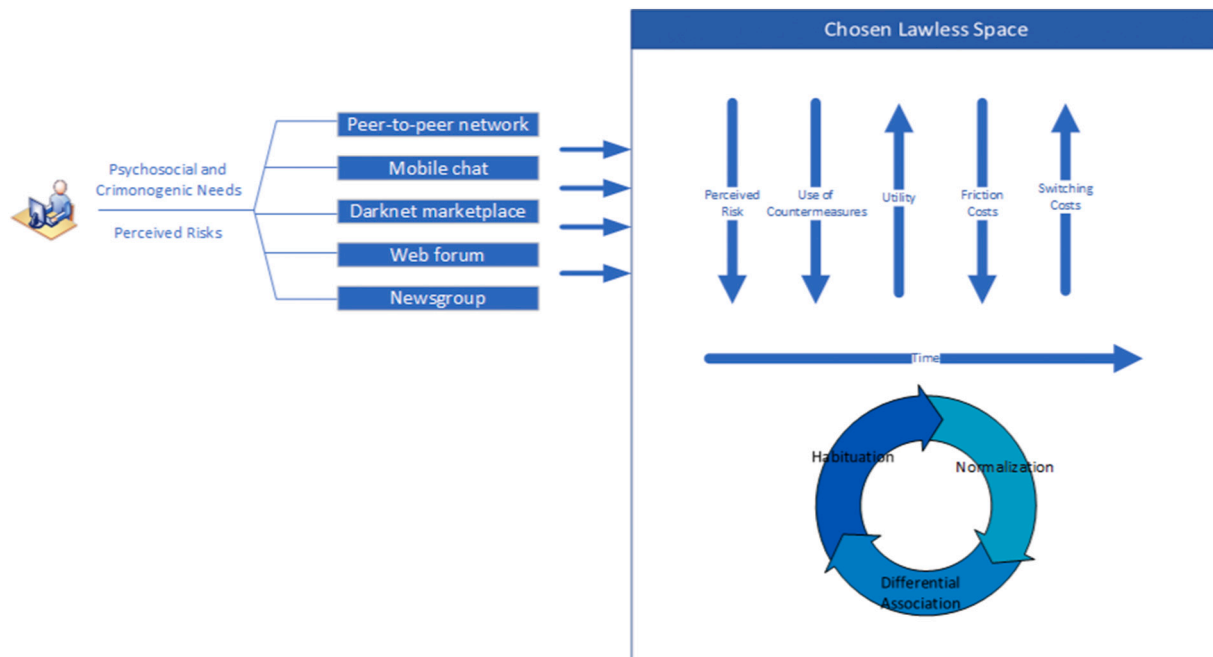 Chosen Lawless Space
Psychosocial and
Crimonogenic Needs
Perceived Risks
Peer-to-peer network
Mobile chat
Darknet marketplace
Web forum
Newsgroup
Perceived
Risk
Use of
Countermeasures
Utility
Friction
Costs
Switching
Costs
Time
Habituation
Normalization
Differential
Association